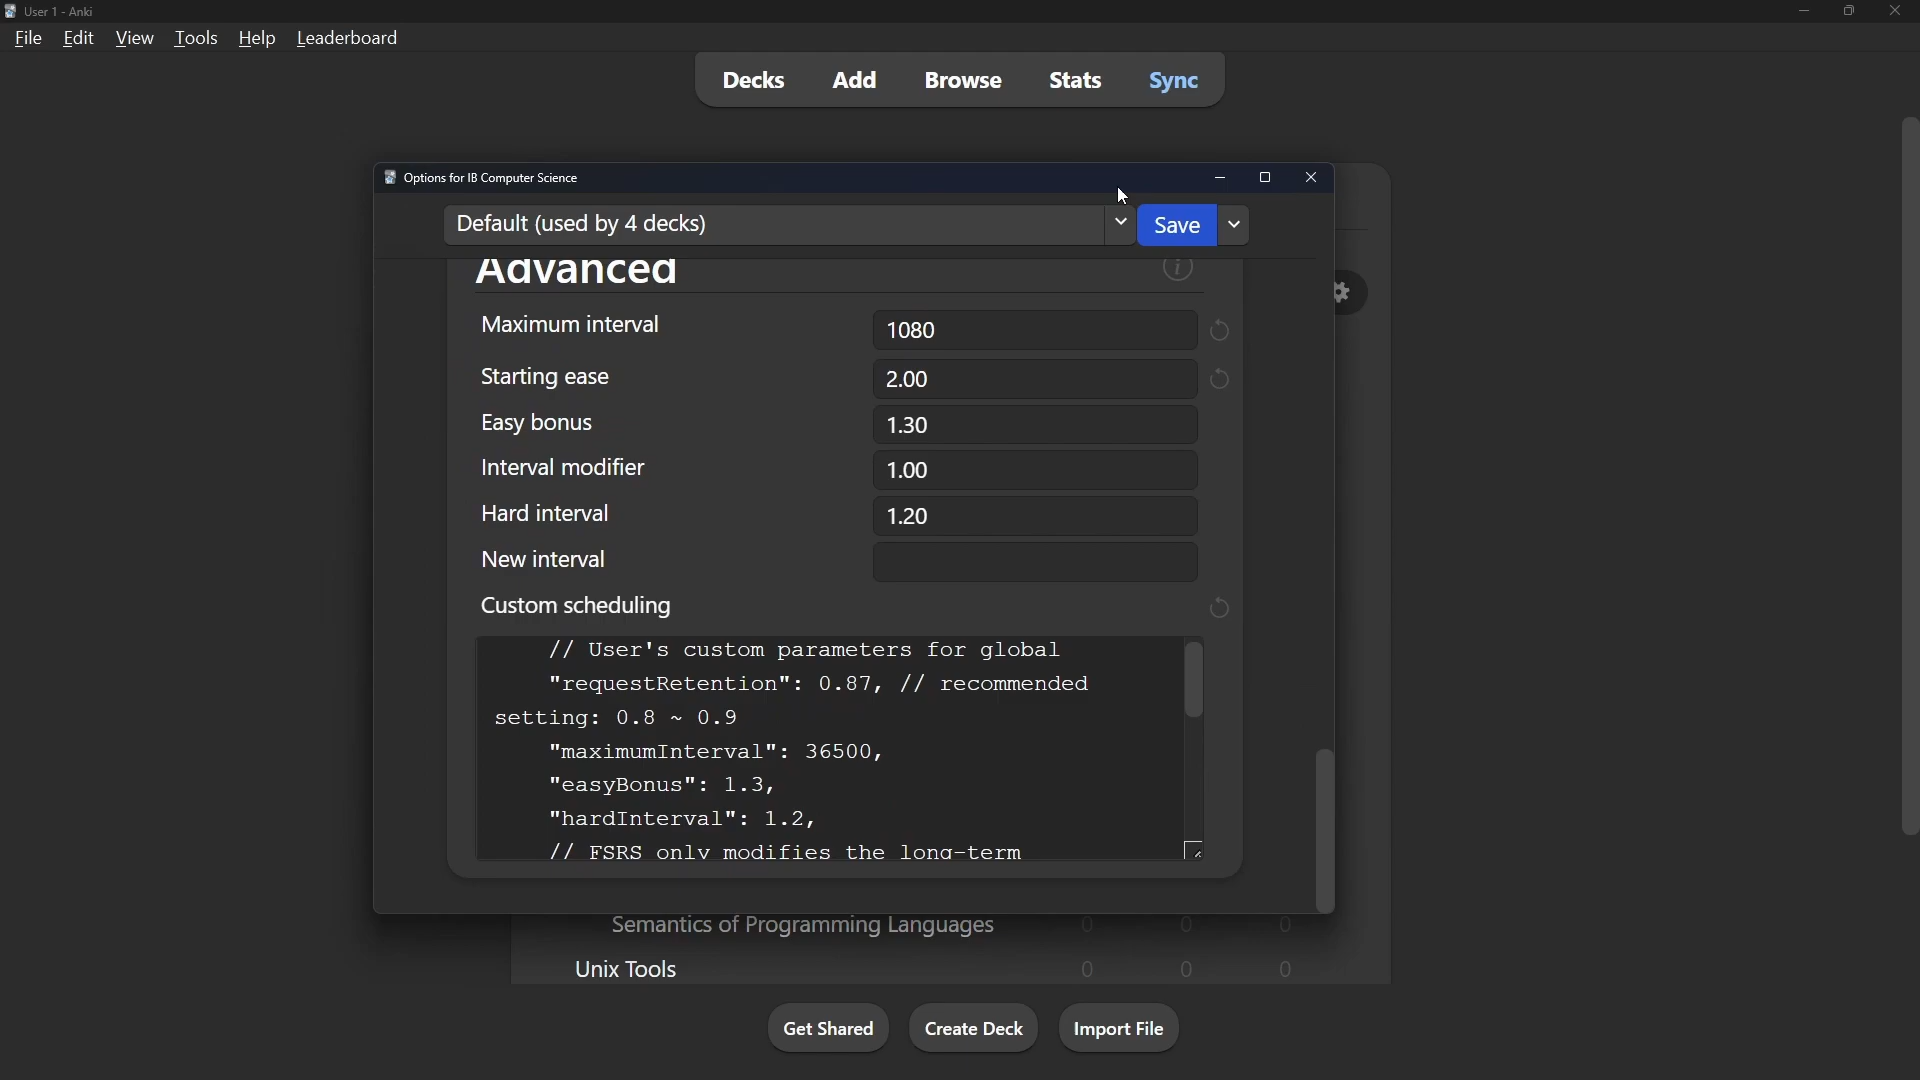 User 1 - Anki
File Edit View Tools Help Leaderboard
Decks Add Browse Stats Sync
Options for IB Computer Science
Default (used by 4 decks) Save
Advanced
Maximum interval 1080
Starting ease 2.00
Easy bonus 1.30
Interval modifier 1.00
Hard interval 1.20
New interval
Custom scheduling
// User's custom parameters for global
"requestRetention": 0.87, // recommended
setting: 0.8 ~ 0.9
"maximumInterval": 36500,
"easyBonus": 1.3,
"hardInterval": 1.2,
// FSRS only modifies the long-term
Semantics of Programming Languages 0 0 0
Unix Tools 0 0 0
Get Shared Create Deck Import File